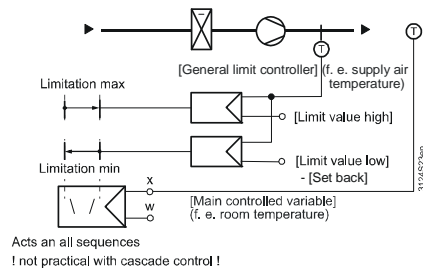 T
T
[General limit controller] (f. e. supply air
temperature)
Limitation max
[Limit value high]
Limitation min
[Limit value low]
- [Set back]
x
[Main controlled variable]
(f. e. room temperature)
w
3124S23en
Acts an all sequences
! not practical with cascade control !